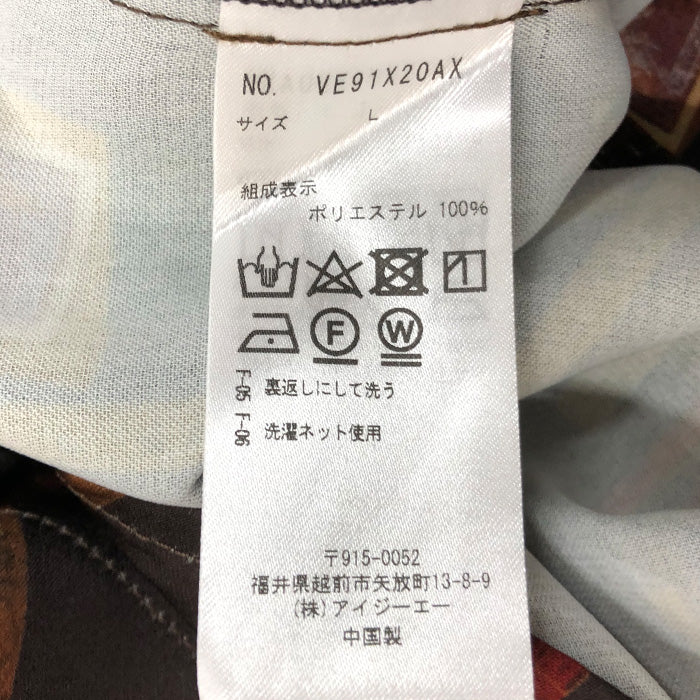 NO. VE91X20AX
サイズ L
組成表示
ポリエステル 100%
F
W
F-05 裏返しにして洗う
F-06 洗濯ネット使用
〒915-0052
福井県越前市矢放町13-8-9
(株)アイジーエー
中国製